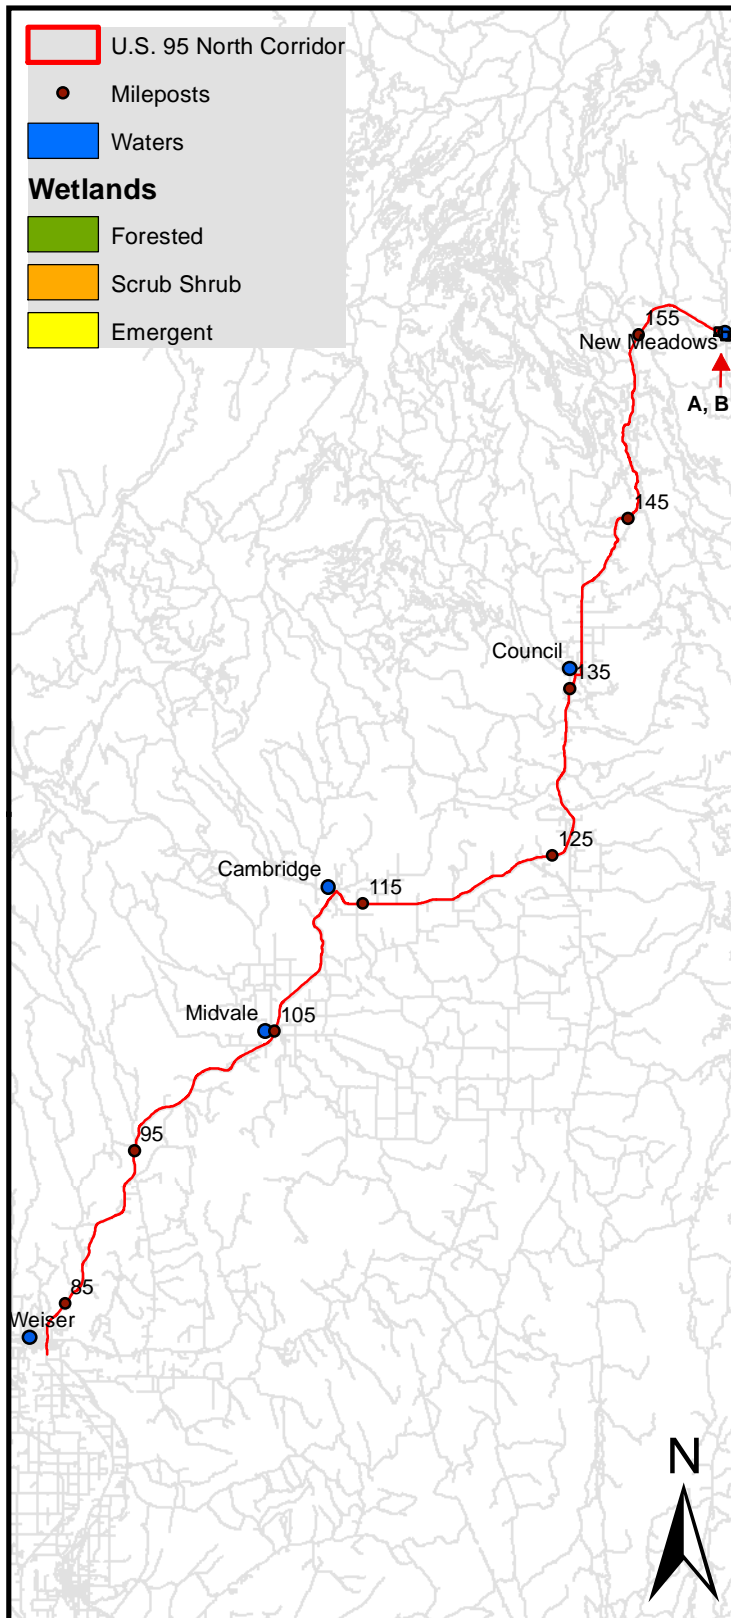 U.S. 95 North Corridor
Mileposts
Waters
Wetlands
Forested
Scrub Shrub
Emergent
155
New Meadows
A, B
145
Council
135
125
Cambridge
115
Midvale
105
95
85
Weiser
N